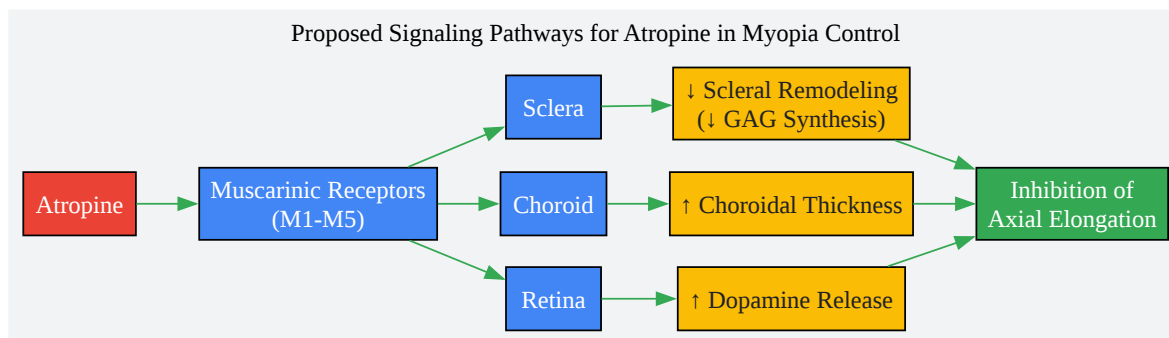 Proposed Signaling Pathways for Atropine in Myopia Control
Atropine
Muscarinic Receptors
(M1-M5)
Sclera
↓ Scleral Remodeling
(↓ GAG Synthesis)
Choroid
↑ Choroidal Thickness
Retina
↑ Dopamine Release
Inhibition of
Axial Elongation